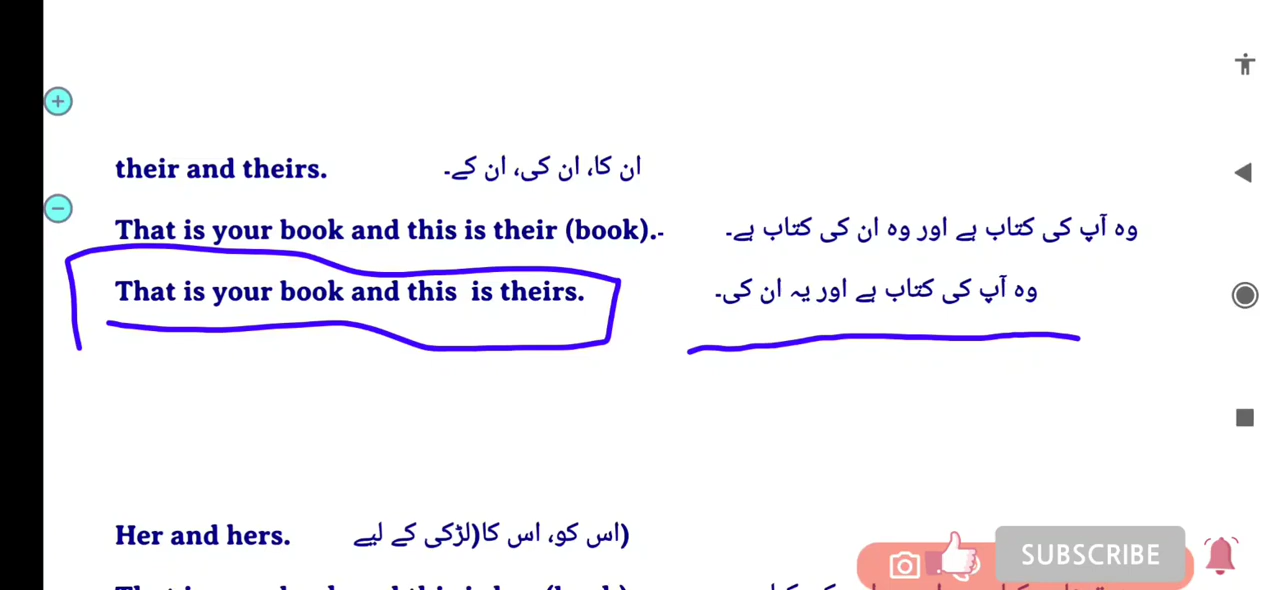 their and theirs. ان کا، ان کی، ان کے۔
That is your book and this is their (book).- وہ آپ کی کتاب ہے اور وہ ان کی کتاب ہے۔
That is your book and this is theirs. وہ آپ کی کتاب ہے اور یہ ان کی۔
Her and hers. (اس کو، اس کا(لڑکی کے لیے
SUBSCRIBE